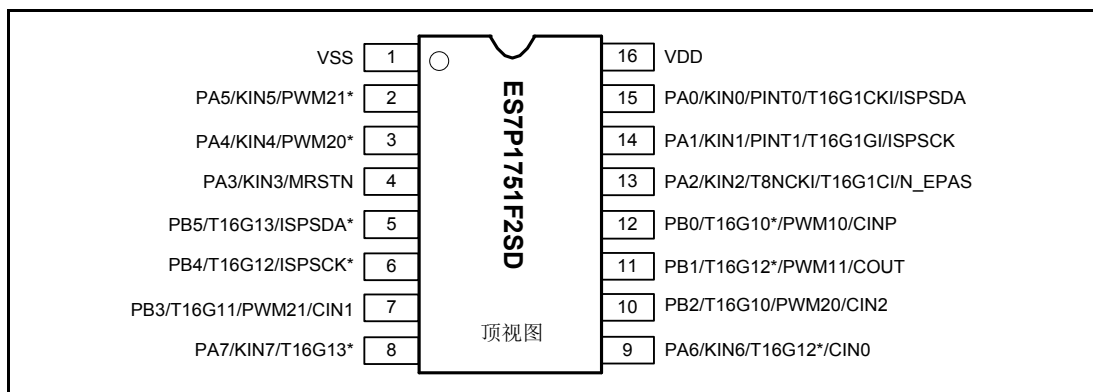 VSS 1 16 VDD
PA5/KIN5/PWM21* 2 15 PA0/KIN0/PINT0/T16G1CKI/ISPSDA
PA4/KIN4/PWM20* 3 14 PA1/KIN1/PINT1/T16G1GI/ISPSCK
PA3/KIN3/MRSTN 4 13 PA2/KIN2/T8NCKI/T16G1CI/N_EPAS
PB5/T16G13/ISPSDA* 5 12 PB0/T16G10*/PWM10/CINP
PB4/T16G12/ISPSCK* 6 11 PB1/T16G12*/PWM11/COUT
PB3/T16G11/PWM21/CIN1 7 10 PB2/T16G10/PWM20/CIN2
PA7/KIN7/T16G13* 8 9 PA6/KIN6/T16G12*/CIN0
ES7P1751F2SD
顶视图